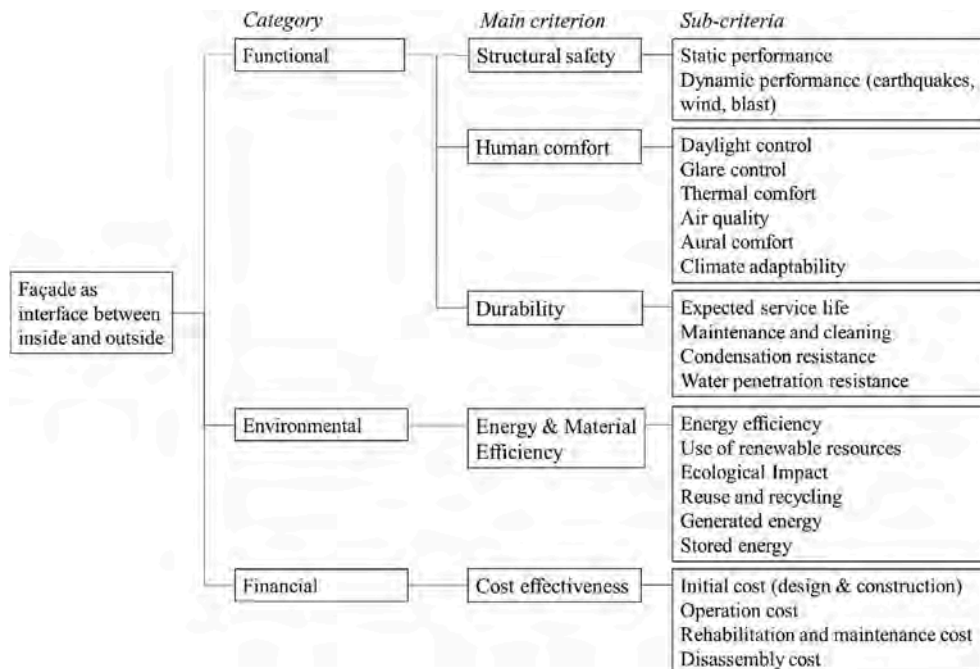 Category
Main criterion
Sub-criteria
Functional
Structural safety
Static performance
Dynamic performance (earthquakes,
wind, blast)
Human comfort
Daylight control
Glare control
Thermal comfort
Air quality
Aural comfort
Climate adaptability
Façade as
interface between
inside and outside
Durability
Expected service life
Maintenance and cleaning
Condensation resistance
Water penetration resistance
Environmental
Energy & Material
Efficiency
Energy efficiency
Use of renewable resources
Ecological Impact
Reuse and recycling
Generated energy
Stored energy
Financial
Cost effectiveness
Initial cost (design & construction)
Operation cost
Rehabilitation and maintenance cost
Disassembly cost